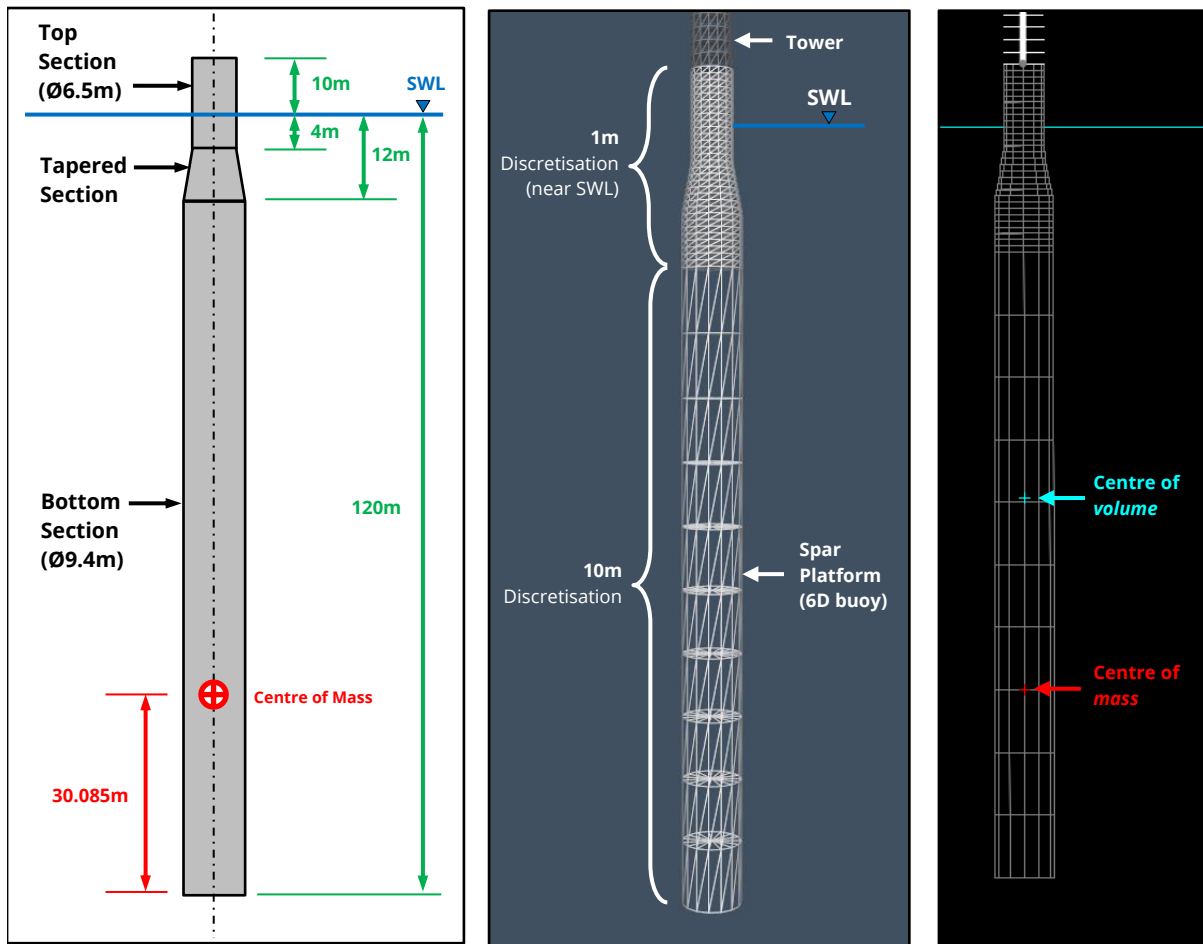 Top
Section
(Ø6.5m)
10m
SWL
4m
12m
Tapered
Section
Bottom
Section
(Ø9.4m)
120m
Centre of Mass
30.085m
Tower
SWL
1m
Discretisation
(near SWL)
10m
Discretisation
Spar
Platform
(6D buoy)
Centre of
volume
Centre of
mass